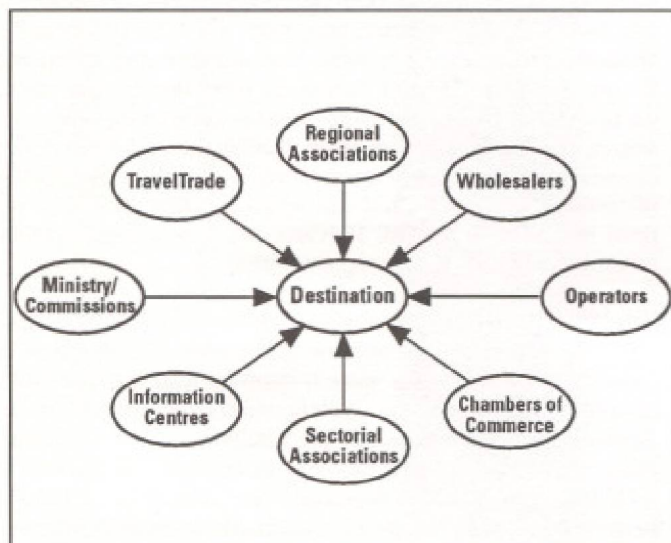 Regional
Associations
TravelTrade
Wholesalers
Ministry/
Commissions
Destination
Operators
Information
Centres
Chambers of
Commerce
Sectorial
Associations